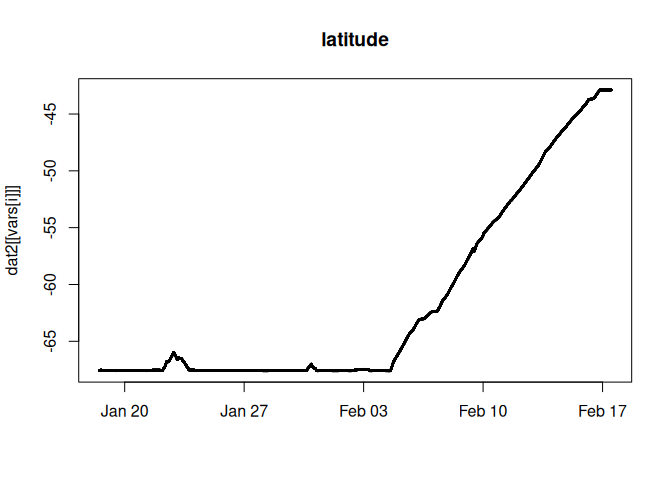 latitude
dat2[[vars[i]]]
-45
-50
-55
-60
-65
Jan 20
Jan 27
Feb 03
Feb 10
Feb 17